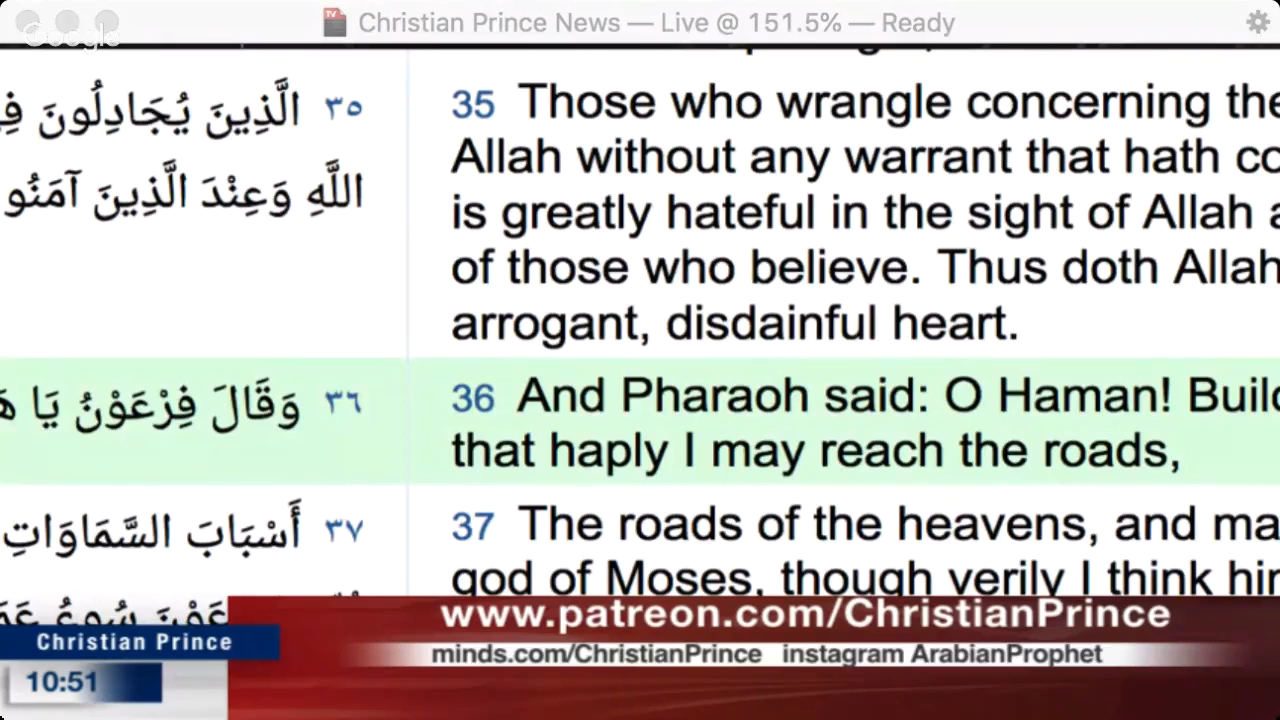 Google
Christian Prince News — Live @ 151.5% — Ready
٣٥ الَّذِينَ يُجَادِلُونَ
اللَّهِ وَعِنْدَ الَّذِينَ آمَنُو
35 Those who wrangle concerning the
Allah without any warrant that hath co
is greatly hateful in the sight of Allah a
of those who believe. Thus doth Allah
arrogant, disdainful heart.
٣٦ وَقَالَ فِرْعَوْنُ يَا
36 And Pharaoh said: O Haman! Build
that haply I may reach the roads,
٣٧ أَسْبَابَ السَّمَاوَاتِ
37 The roads of the heavens, and ma
god of Moses, though verily I think him
www.patreon.com/ChristianPrince
minds.com/ChristianPrince instagram ArabianProphet
Christian Prince
10:51